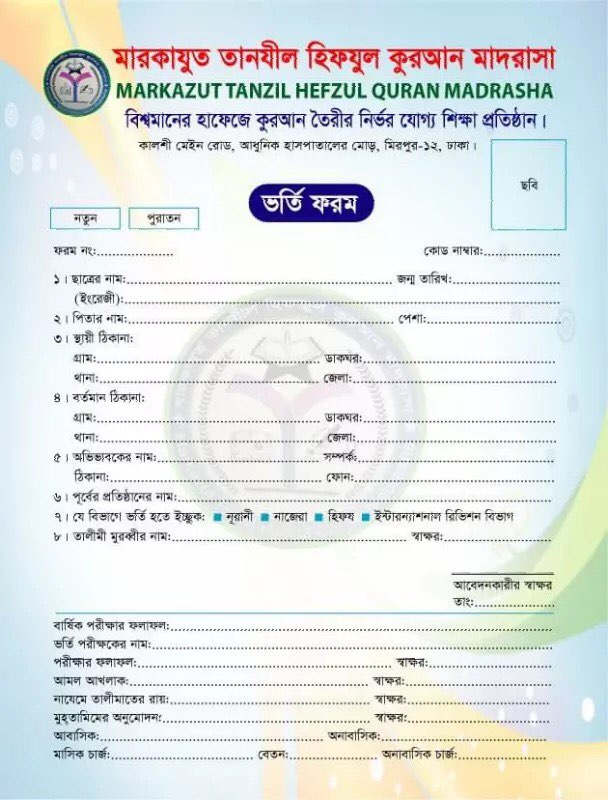 মারকাযুত তানযীল হিফযুল কুরআন মাদরাসা
MARKAZUT TANZIL HEFZUL QURAN MADRASHA
বিশ্বমানের হাফেজে কুরআন তৈরীর নির্ভর যোগ্য শিক্ষা প্রতিষ্ঠান।
কালশী মেইন রোড, আধুনিক হাসপাতালের মোড়, মিরপুর-১২, ঢাকা।
ছবি
ভর্তি ফরম
নতুন পুরাতন
ফরম নং:.................... কোড নাম্বার:....................
১। ছাত্রের নাম:.................... জন্ম তারিখ:....................
(ইংরেজী):....................
২। পিতার নাম:.................... পেশা:....................
৩। স্থায়ী ঠিকানা:
গ্রাম:.................... ডাকঘর:....................
থানা:.................... জেলা:....................
৪। বর্তমান ঠিকানা:
গ্রাম:.................... ডাকঘর:....................
থানা:.................... জেলা:....................
৫। অভিভাবকের নাম:.................... সম্পর্ক:....................
ঠিকানা:.................... ফোন:....................
৬। পূর্বের প্রতিষ্ঠানের নাম:....................
৭। যে বিভাগে ভর্তি হতে ইচ্ছুক: ■ নূরানী ■ নাজেরা ■ হিফয ■ ইন্টারন্যাশনাল রিভিশন বিভাগ
৮। তালীমী মুরব্বীর নাম:.................... স্বাক্ষর:....................
আবেদনকারীর স্বাক্ষর
তাং:....................
বার্ষিক পরীক্ষার ফলাফল:....................
ভর্তি পরীক্ষকের নাম:....................
পরীক্ষার ফলাফল:.................... স্বাক্ষর:....................
আমল আখলাক:.................... স্বাক্ষর:....................
নাযেমে তালীমাতের রায়:.................... স্বাক্ষর:....................
মুহতামিমের অনুমোদন:.................... স্বাক্ষর:....................
আবাসিক:.................... অনাবাসিক:....................
মাসিক চার্জ:.................... বেতন:.................... অনাবাসিক চার্জ:....................